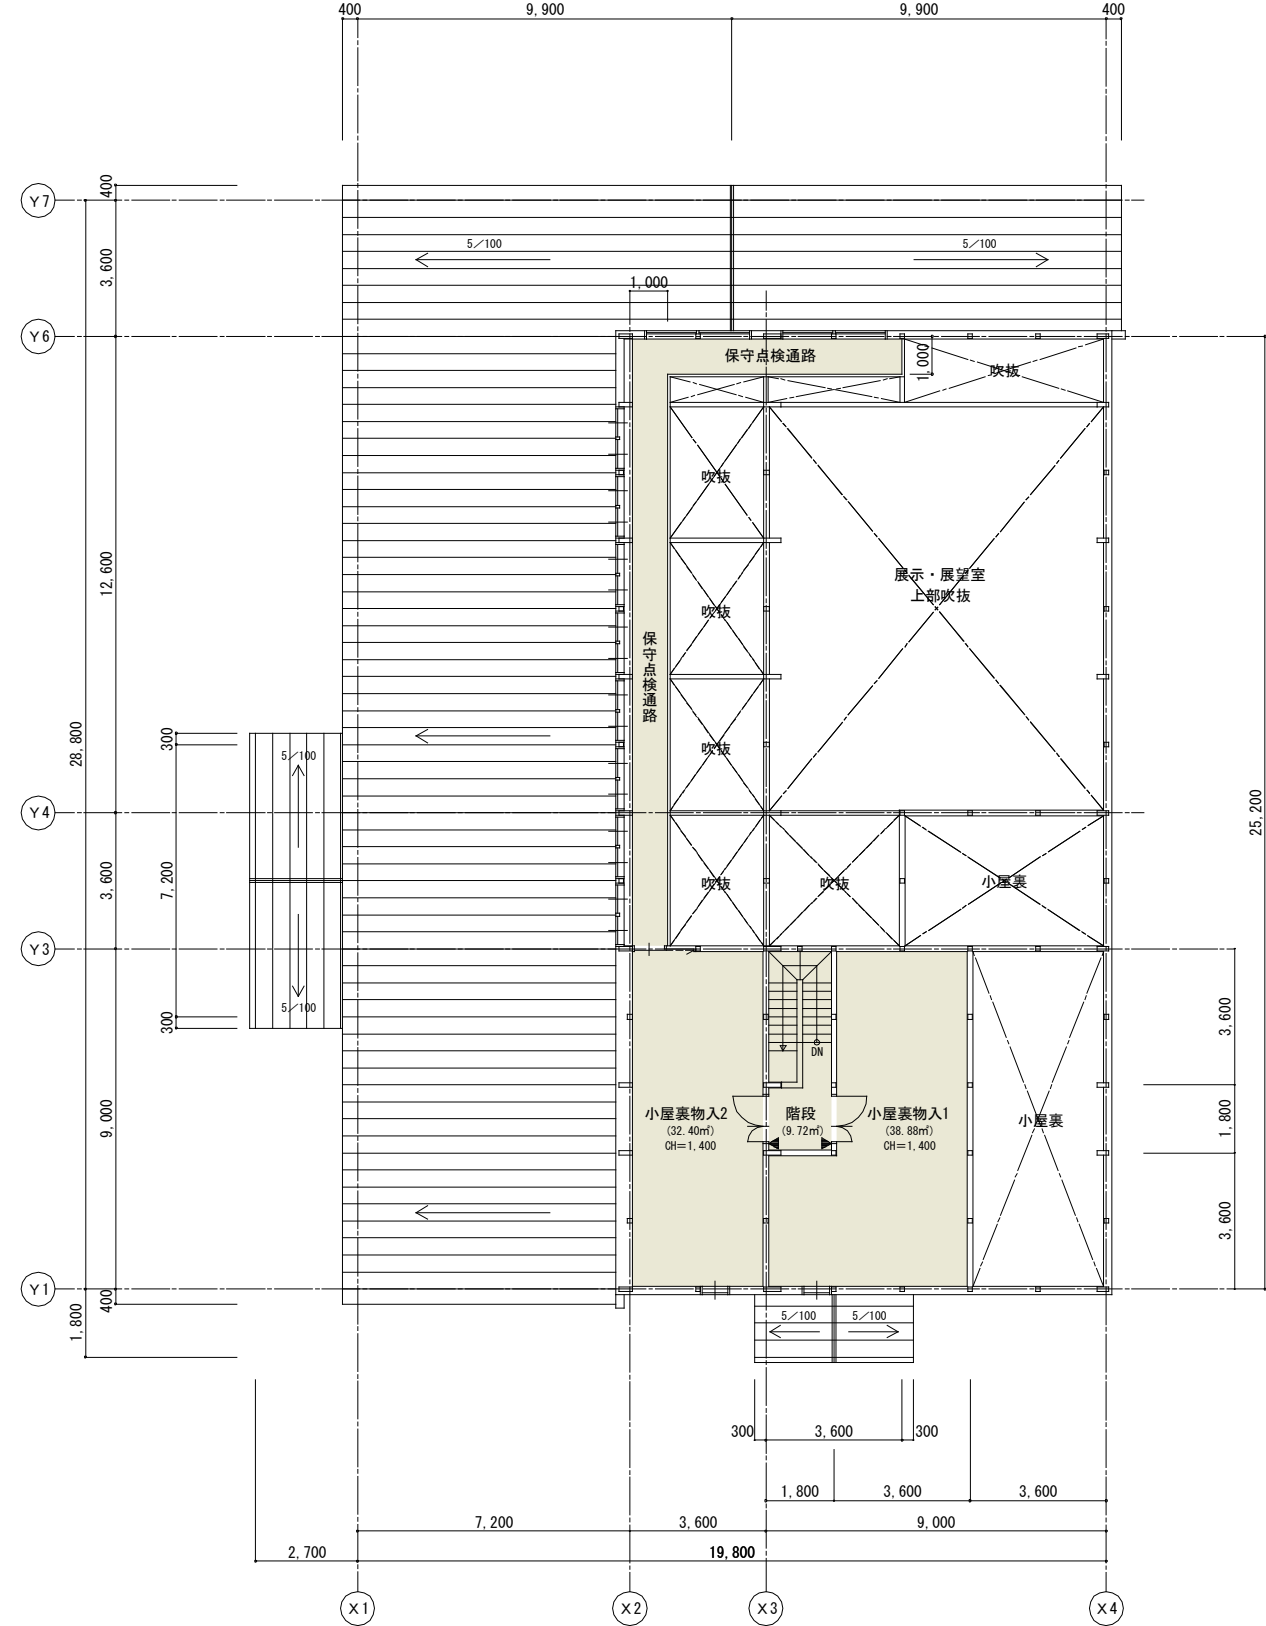 400
9,900
9,900
400
Y7
400
3,600
5/100
5/100
1,000
Y6
保守点検通路
1,000
吹抜
吹抜
12,600
展示・展望室
上部吹抜
吹抜
保守点検通路
28,800
300
吹抜
5/100
Y4
25,200
3,600
7,200
吹抜
吹抜
小屋裏
Y3
5/100
300
3,600
DN
9,000
小屋裏物入2
(32.40㎡)
CH=1,400
階段
(9.72㎡)
小屋裏物入1
(38.88㎡)
CH=1,400
小屋裏
1,800
3,600
Y1
400
1,800
5/100
5/100
300
3,600
300
1,800
3,600
3,600
7,200
3,600
9,000
2,700
19,800
X1
X2
X3
X4